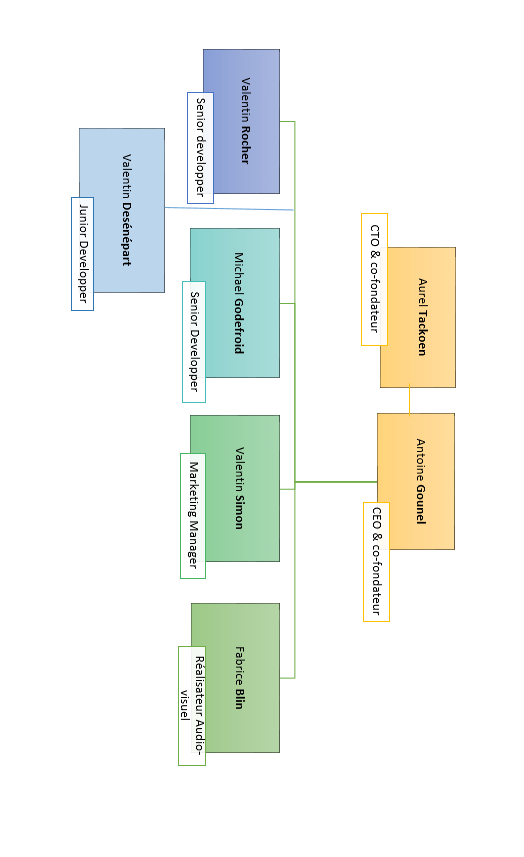 Aurel Tackoen
CTO & co-fondateur
Antoine Gounel
CEO & co-fondateur
Valentin Rocher
Senior developper
Michael Godefroid
Senior Developper
Valentin Simon
Marketing Manager
Fabrice Blin
Réalisateur Audio-
visuel
Valentin Desénépart
Junior Developper